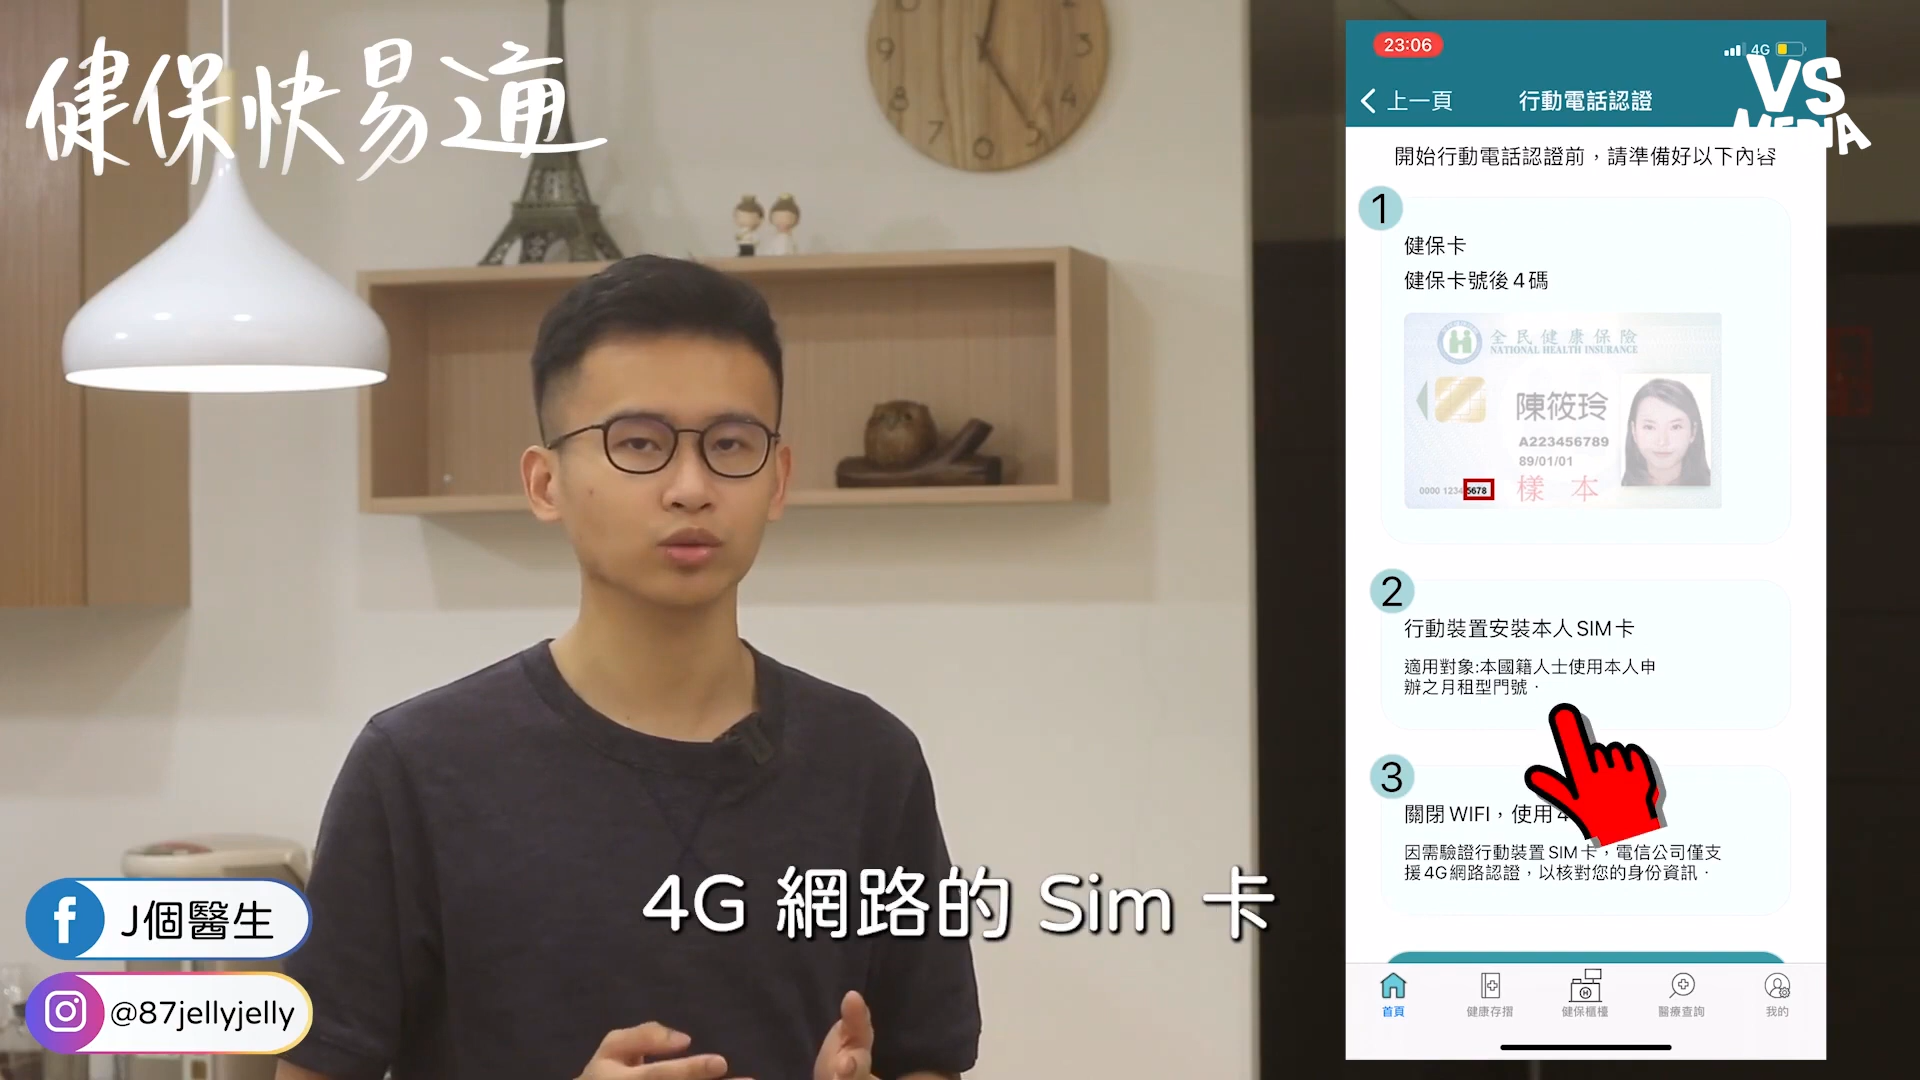 健保快易通
9
3
8
4
7
6
5
23:06
4G
VS
MEDIA
上一頁
行動電話認證
開始行動電話認證前，請準備好以下內容
1
健保卡
健保卡號後4碼
全民健康保險
NATIONAL HEALTH INSURANCE
陳筱玲
A223456789
89/01/01
0000 1234 5678
樣本
2
行動裝置安裝本人SIM卡
適用對象:本國籍人士使用本人申
辦之月租型門號．
3
關閉WIFI，使用4
因需驗證行動裝置SIM卡，電信公司僅支
援4G網路認證，以核對您的身份資訊．
首頁
健康存摺
健保櫃檯
醫療查詢
我的
4G 網路的 Sim 卡
J個醫生
@87jellyjelly